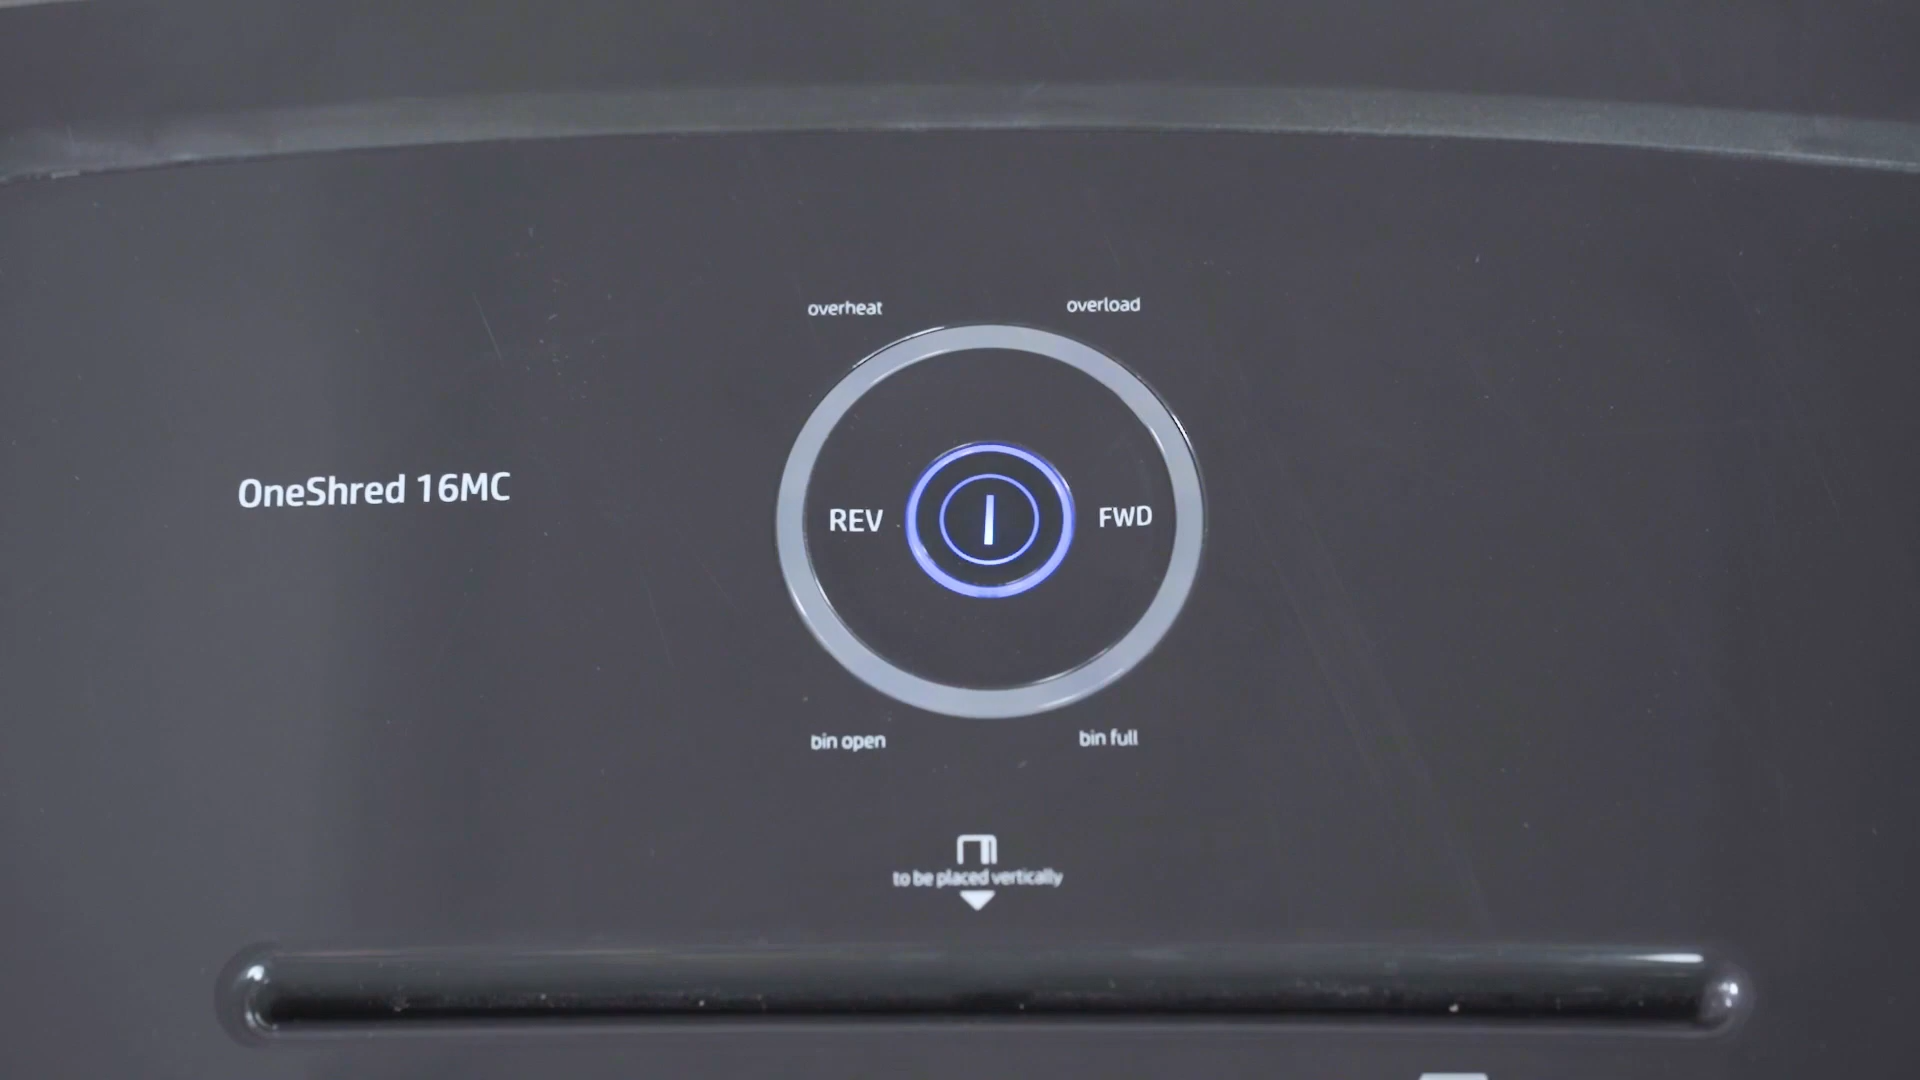 overheat
overload
OneShred 16MC
REV
FWD
bin open
bin full
to be placed vertically